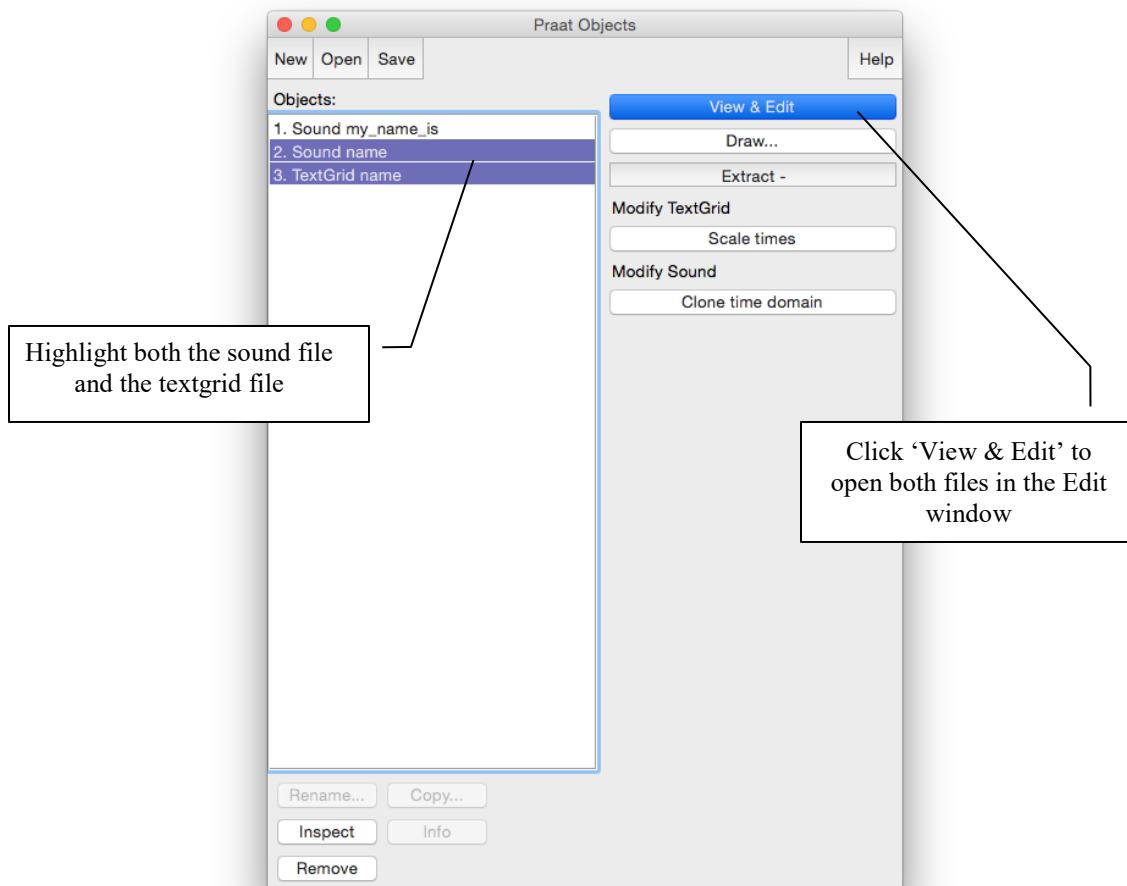 Praat Objects
New Open Save Help
Objects:
1. Sound my_name_is
2. Sound name
3. TextGrid name
View & Edit
Draw...
Extract -
Modify TextGrid
Scale times
Modify Sound
Clone time domain
Highlight both the sound file
and the textgrid file
Click ‘View & Edit’ to
open both files in the Edit
window
Rename... Copy...
Inspect Info
Remove